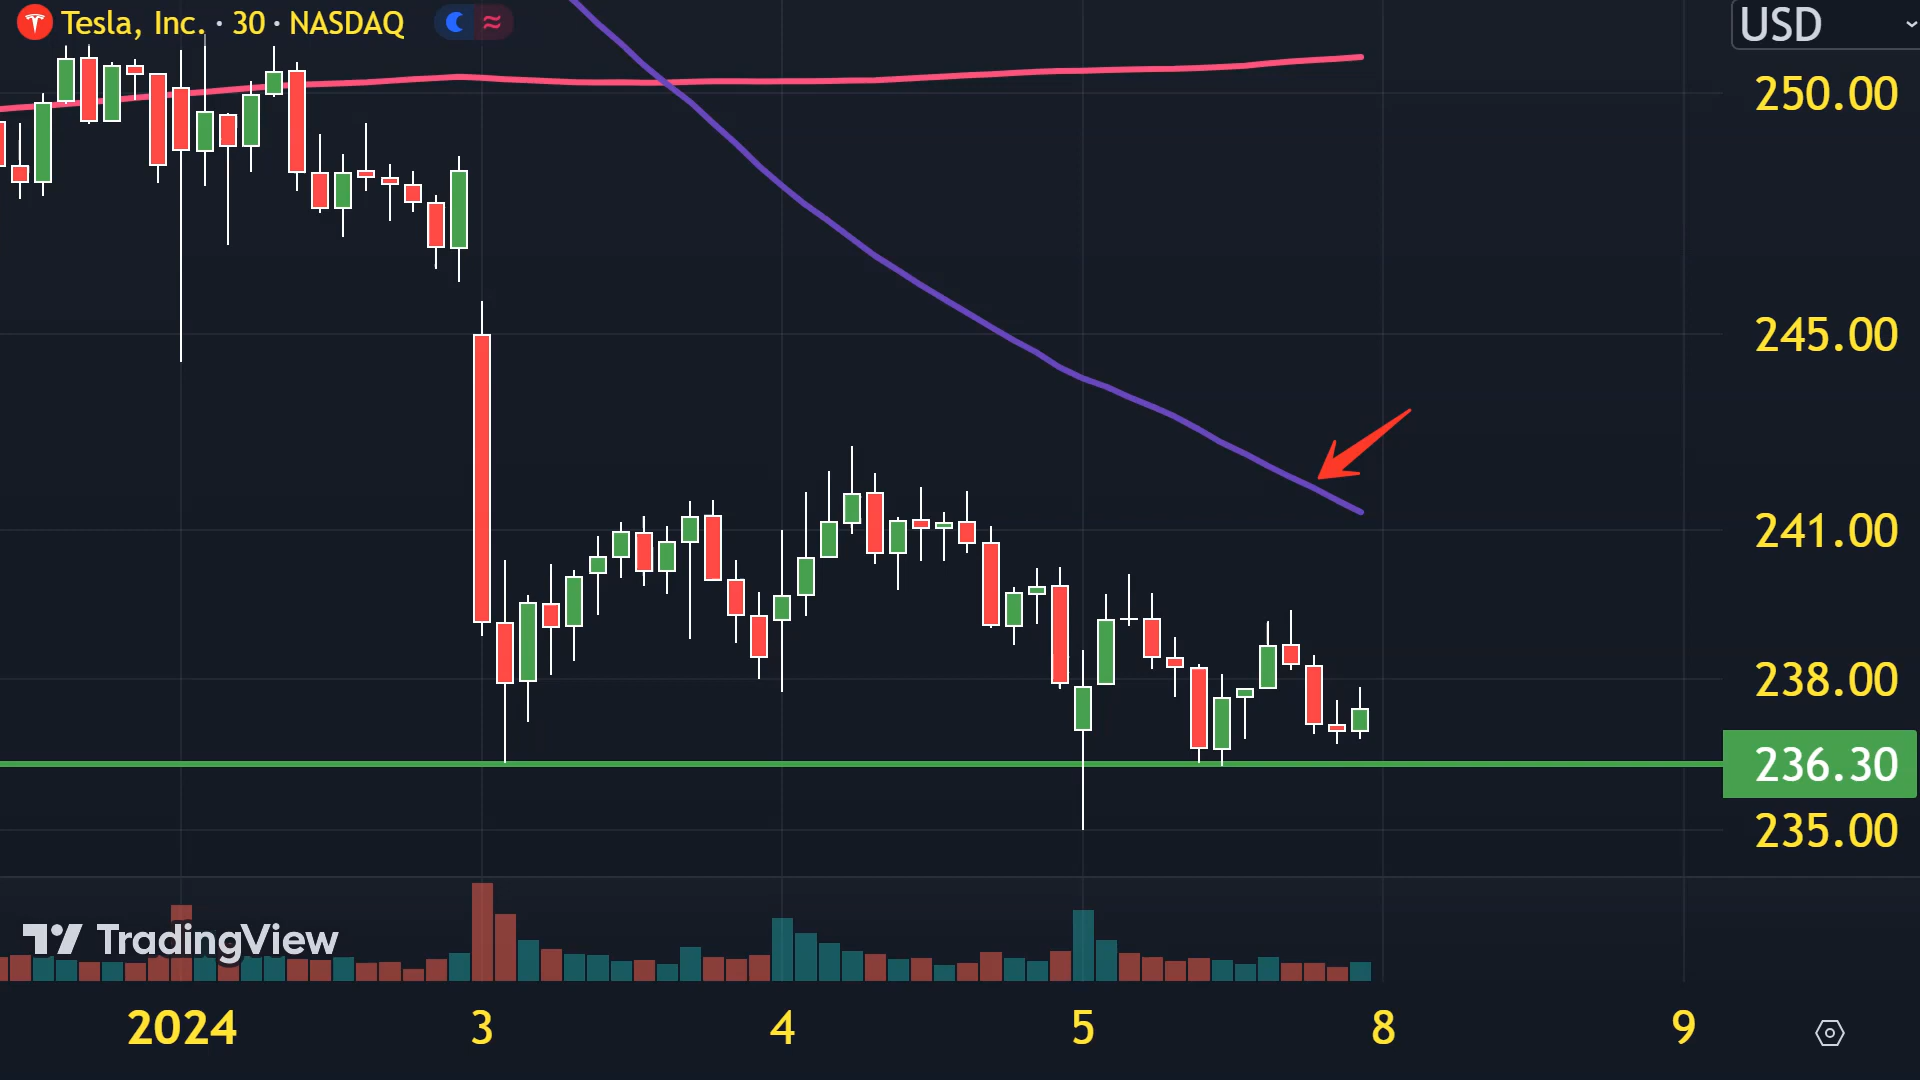 Tesla, Inc. · 30 · NASDAQ
USD
250.00
245.00
241.00
238.00
236.30
235.00
TradingView
2024 3 4 5 8 9